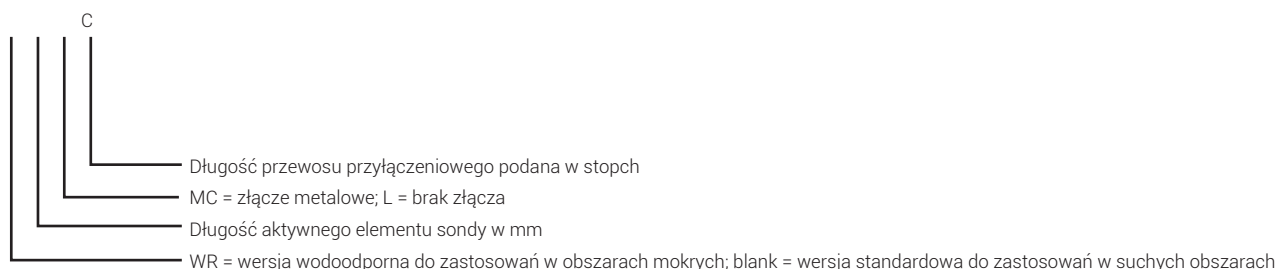 C
Długość przewosu przyłączeniowego podana w stopch
MC = złącze metalowe; L = brak złącza
Długość aktywnego elementu sondy w mm
WR = wersja wodoodporna do zastosowań w obszarach mokrych; blank = wersja standardowa do zastosowań w suchych obszarach